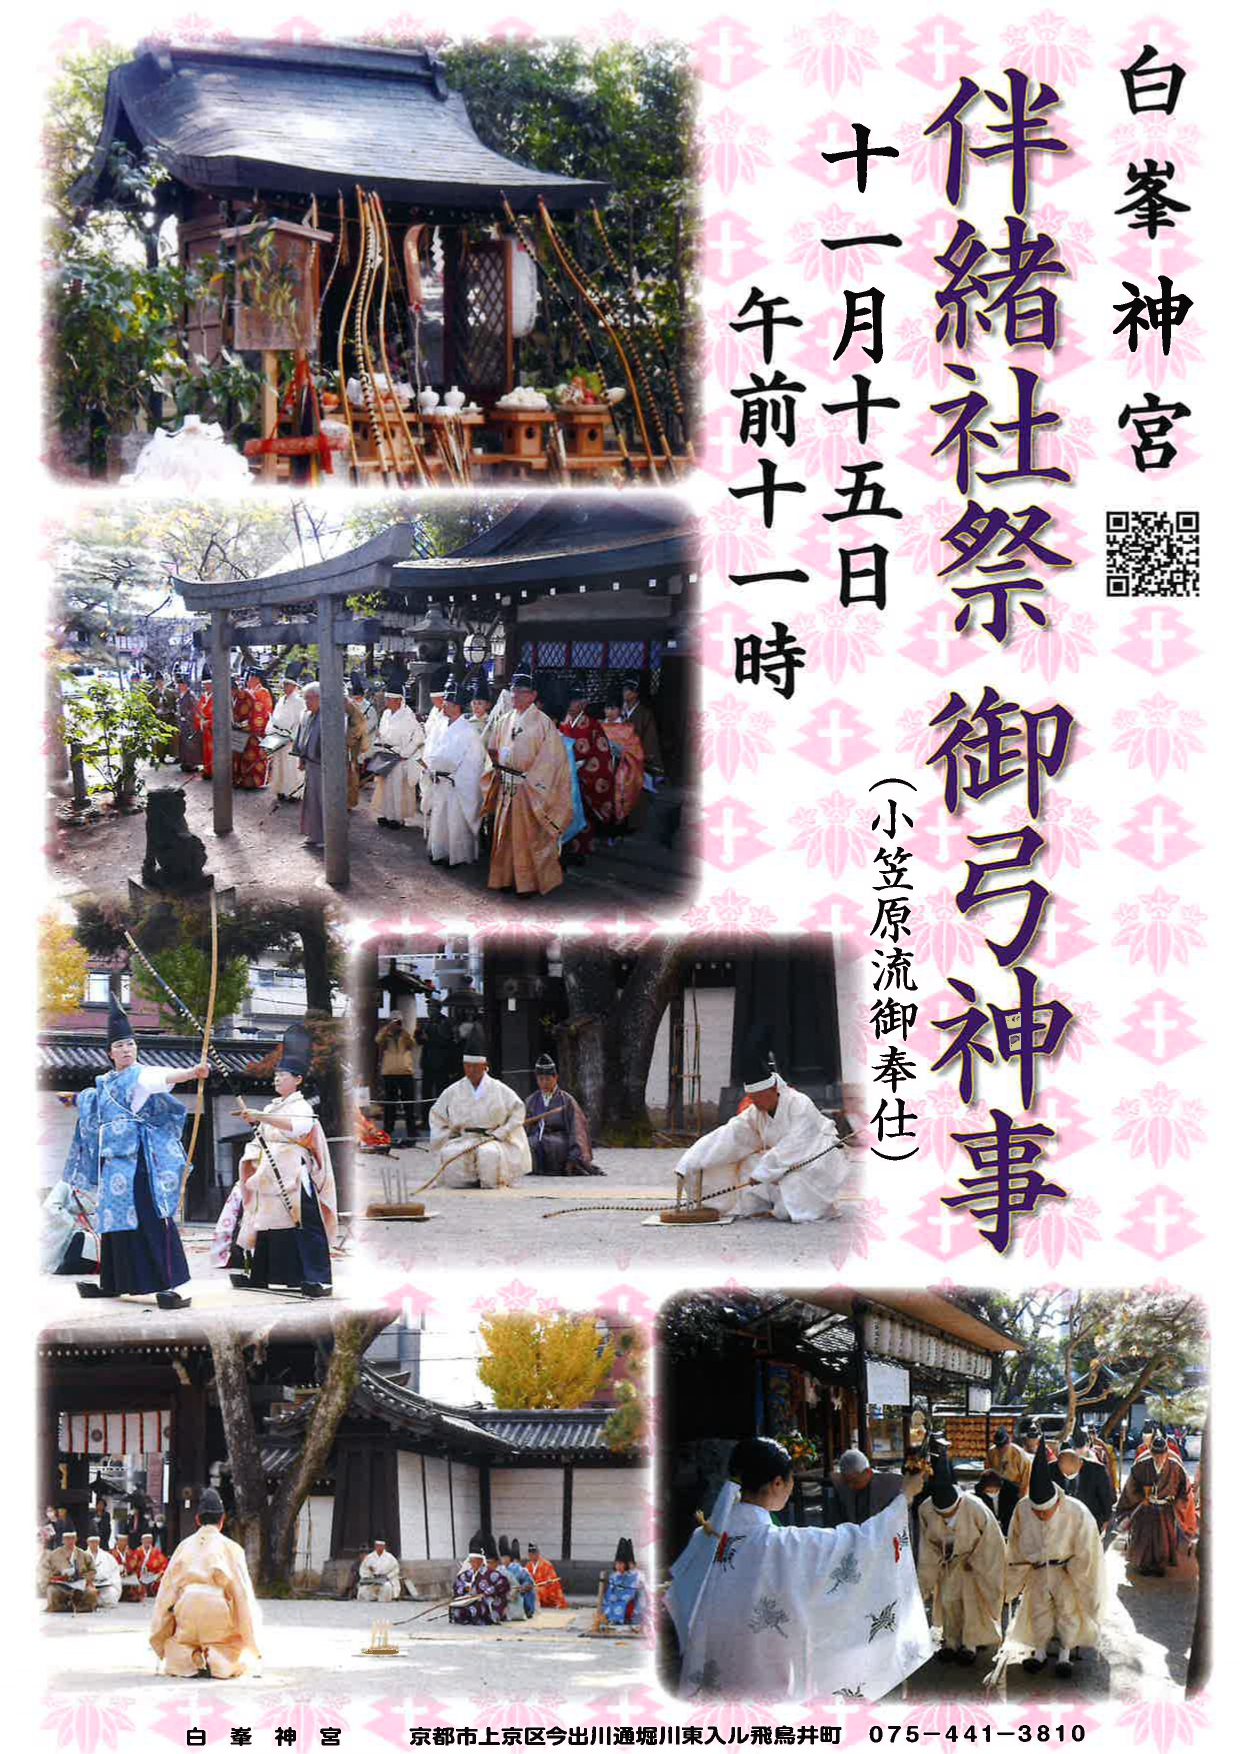 白峯神宮
伴緒社祭 御弓神事
(小笠原流御奉仕)
十一月十五日
午前十一時
白峯神宮 京都市上京区今出川通堀川東入ル飛鳥井町 075-441-3810